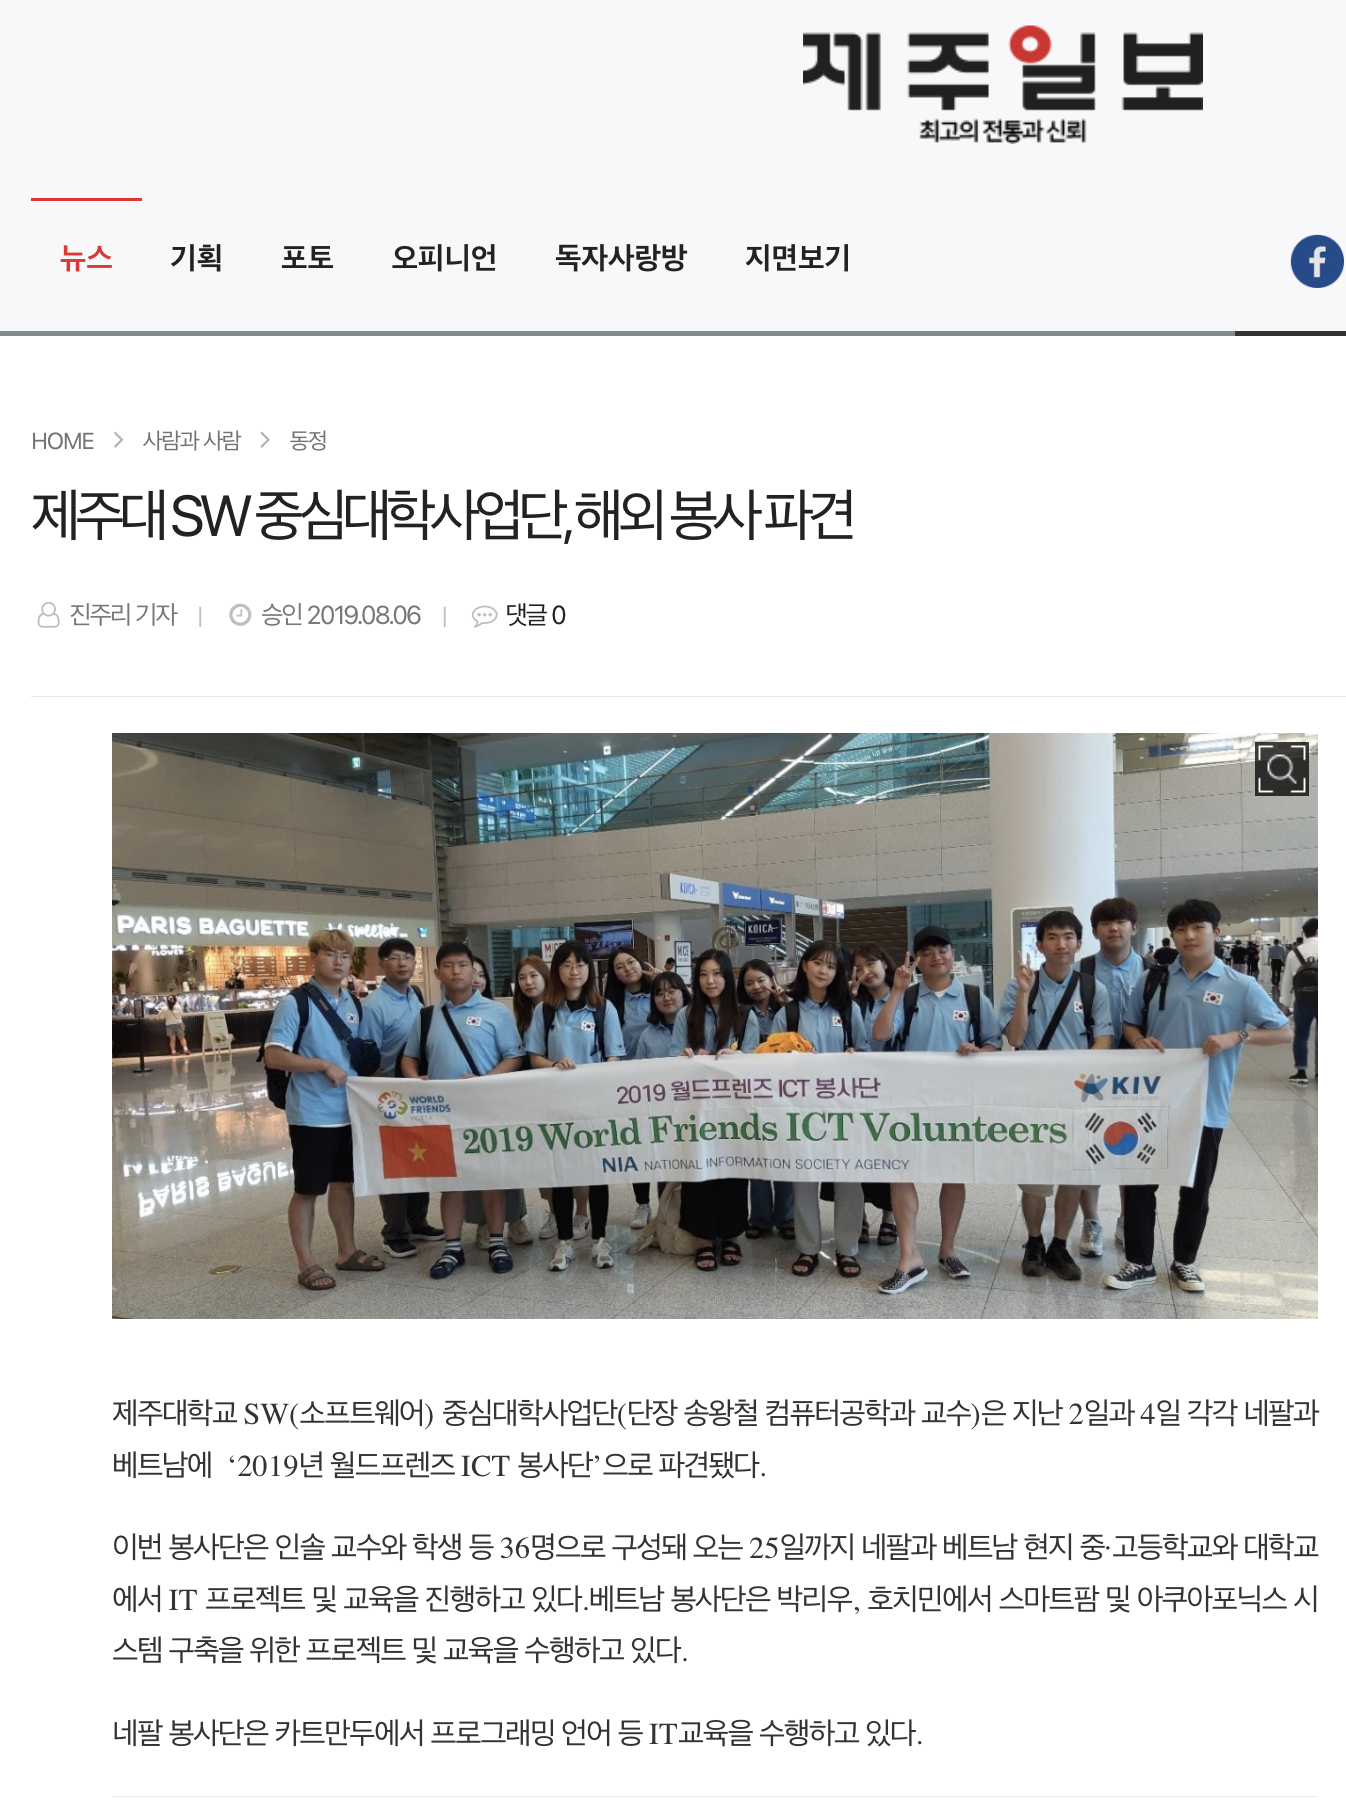 제주일보
최고의 전통과 신뢰
뉴스 기획 포토 오피니언 독자사랑방 지면보기
f
HOME > 사람과 사람 > 동정
제주대 SW 중심대학사업단, 해외 봉사 파견
진주리 기자 | 승인 2019.08.06 | 댓글 0
PARIS BAGUETTE
sweetair
KOICA
KOICA
MICE
MICE
2019 월드프렌즈 ICT 봉사단
KIV
WORLD
FRIENDS
2019 World Friends ICT Volunteers
NIA NATIONAL INFORMATION SOCIETY AGENCY
PARIS BAGUE
제주대학교 SW(소프트웨어) 중심대학사업단(단장 송왕철 컴퓨터공학과 교수)은 지난 2일과 4일 각각 네팔과
베트남에 ‘2019년 월드프렌즈 ICT 봉사단’으로 파견됐다.
이번 봉사단은 인솔 교수와 학생 등 36명으로 구성돼 오는 25일까지 네팔과 베트남 현지 중·고등학교와 대학교
에서 IT 프로젝트 및 교육을 진행하고 있다.베트남 봉사단은 박리우, 호치민에서 스마트팜 및 아쿠아포닉스 시
스템 구축을 위한 프로젝트 및 교육을 수행하고 있다.
네팔 봉사단은 카트만두에서 프로그래밍 언어 등 IT교육을 수행하고 있다.